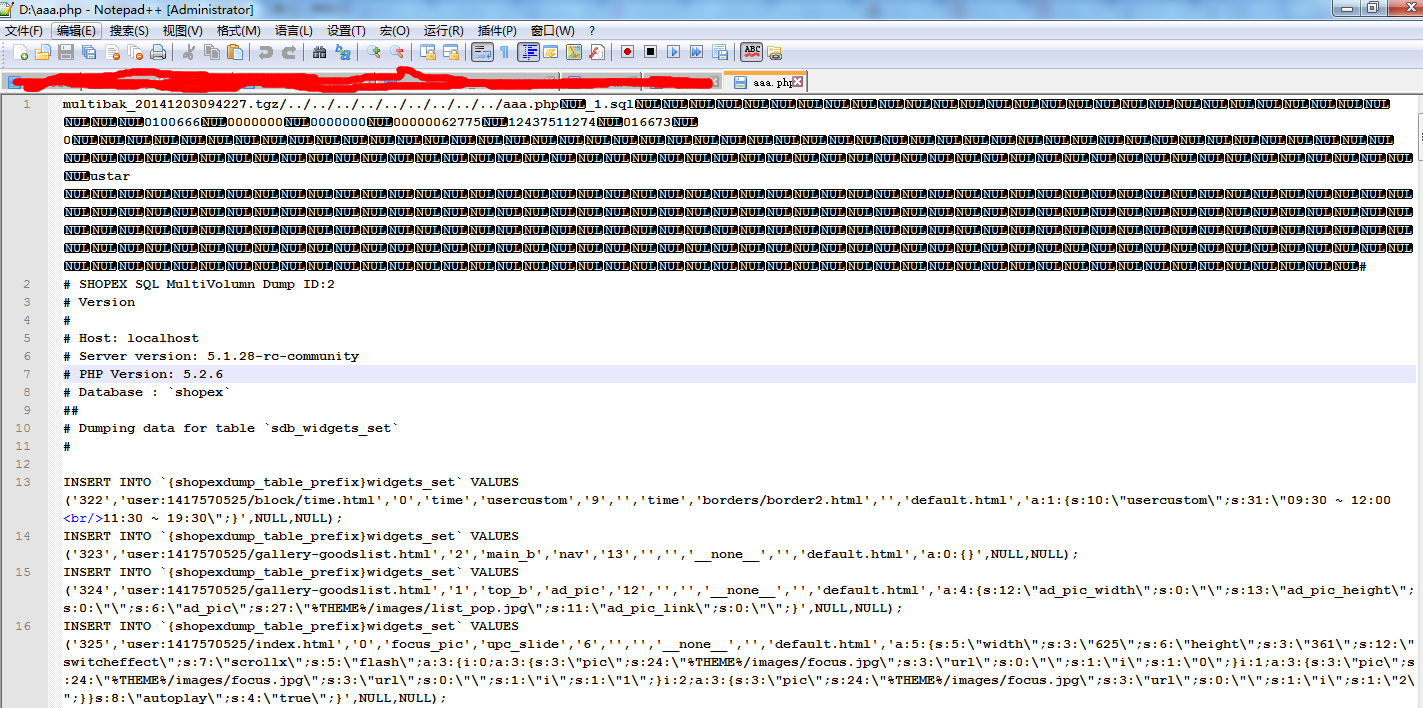 D:\aaa.php - Notepad++ [Administrator]
文件(F) 编辑(E) 搜索(S) 视图(V) 格式(M) 语言(L) 设置(T) 宏(O) 运行(R) 插件(P) 窗口(W) ?
aaa.php
1 multibak_20141203094227.tgz/../../../../../../../../aaa.phpNUL_1.sqlNULNULNULNULNULNULNULNULNULNULNULNULNULNULNULNULNULNULNULNULNULNULNULNULNULNULNULNUL
NULNULNUL0100666NUL0000000NUL0000000NUL00000062775NUL12437511274NUL016673NUL
0NULNULNULNULNULNULNULNULNULNULNULNULNULNULNULNULNULNULNULNULNULNULNULNULNULNULNULNULNULNULNULNULNULNULNULNULNULNULNULNULNULNULNULNULNULNULNULNULNUL
NULNULNULNULNULNULNULNULNULNULNULNULNULNULNULNULNULNULNULNULNULNULNULNULNULNULNULNULNULNULNULNULNULNULNULNULNULNULNULNULNULNULNULNULNULNULNULNULNULNUL
NULustar
NULNULNULNULNULNULNULNULNULNULNULNULNULNULNULNULNULNULNULNULNULNULNULNULNULNULNULNULNULNULNULNULNULNULNULNULNULNULNULNULNULNULNULNULNULNULNULNULNULNUL
NULNULNULNULNULNULNULNULNULNULNULNULNULNULNULNULNULNULNULNULNULNULNULNULNULNULNULNULNULNULNULNULNULNULNULNULNULNULNULNULNULNULNULNULNULNULNULNULNULNUL
NULNULNULNULNULNULNULNULNULNULNULNULNULNULNULNULNULNULNULNULNULNULNULNULNULNULNULNULNULNULNULNULNULNULNULNULNULNULNULNULNULNULNULNULNULNULNULNULNULNUL
NULNULNULNULNULNULNULNULNULNULNULNULNULNULNULNULNULNULNULNULNULNULNULNULNULNULNULNULNULNULNULNULNULNULNULNULNULNULNULNULNULNULNULNULNULNULNULNULNULNUL
NULNULNULNULNULNULNULNULNULNULNULNULNULNULNULNULNULNULNULNULNULNULNULNULNULNULNULNULNULNULNULNULNULNULNULNULNULNULNULNULNULNULNULNULNULNULNULNUL#
2 # SHOPEX SQL MultiVolumn Dump ID:2
3 # Version
4 #
5 # Host: localhost
6 # Server version: 5.1.28-rc-community
7 # PHP Version: 5.2.6
8 # Database : `shopex`
9 ##
10 # Dumping data for table `sdb_widgets_set`
11 #
12
13 INSERT INTO `{shopexdump_table_prefix}widgets_set` VALUES
('322','user:1417570525/block/time.html','0','time','usercustom','9','','time','borders/border2.html','','default.html','a:1:{s:10:\"usercustom\";s:31:\"09:30 ~ 12:00
<br/>11:30 ~ 19:30\";}',NULL,NULL);
14 INSERT INTO `{shopexdump_table_prefix}widgets_set` VALUES
('323','user:1417570525/gallery-goodslist.html','2','main_b','nav','13','','','__none__','','default.html','a:0:{}',NULL,NULL);
15 INSERT INTO `{shopexdump_table_prefix}widgets_set` VALUES
('324','user:1417570525/gallery-goodslist.html','1','top_b','ad_pic','12','','','__none__','','default.html','a:4:{s:12:\"ad_pic_width\";s:0:\"\";s:13:\"ad_pic_height\";
s:0:\"\";s:6:\"ad_pic\";s:27:\"%THEME%/images/list_pop.jpg\";s:11:\"ad_pic_link\";s:0:\"\";}',NULL,NULL);
16 INSERT INTO `{shopexdump_table_prefix}widgets_set` VALUES
('325','user:1417570525/index.html','0','focus_pic','upc_slide','6','','','__none__','','default.html','a:5:{s:5:\"width\";s:3:\"625\";s:6:\"height\";s:3:\"361\";s:12:\"
switcheffect\";s:7:\"scrollx\";s:5:\"flash\";a:3:{i:0;a:3:{s:3:\"pic\";s:24:\"%THEME%/images/focus.jpg\";s:3:\"url\";s:0:\"\";s:1:\"i\";s:1:\"0\";}i:1;a:3:{s:3:\"pic\";s
:24:\"%THEME%/images/focus.jpg\";s:3:\"url\";s:0:\"\";s:1:\"i\";s:1:\"1\";}i:2;a:3:{s:3:\"pic\";s:24:\"%THEME%/images/focus.jpg\";s:3:\"url\";s:0:\"\";s:1:\"i\";s:1:\"2\
";}}s:8:\"autoplay\";s:4:\"true\";}',NULL,NULL);